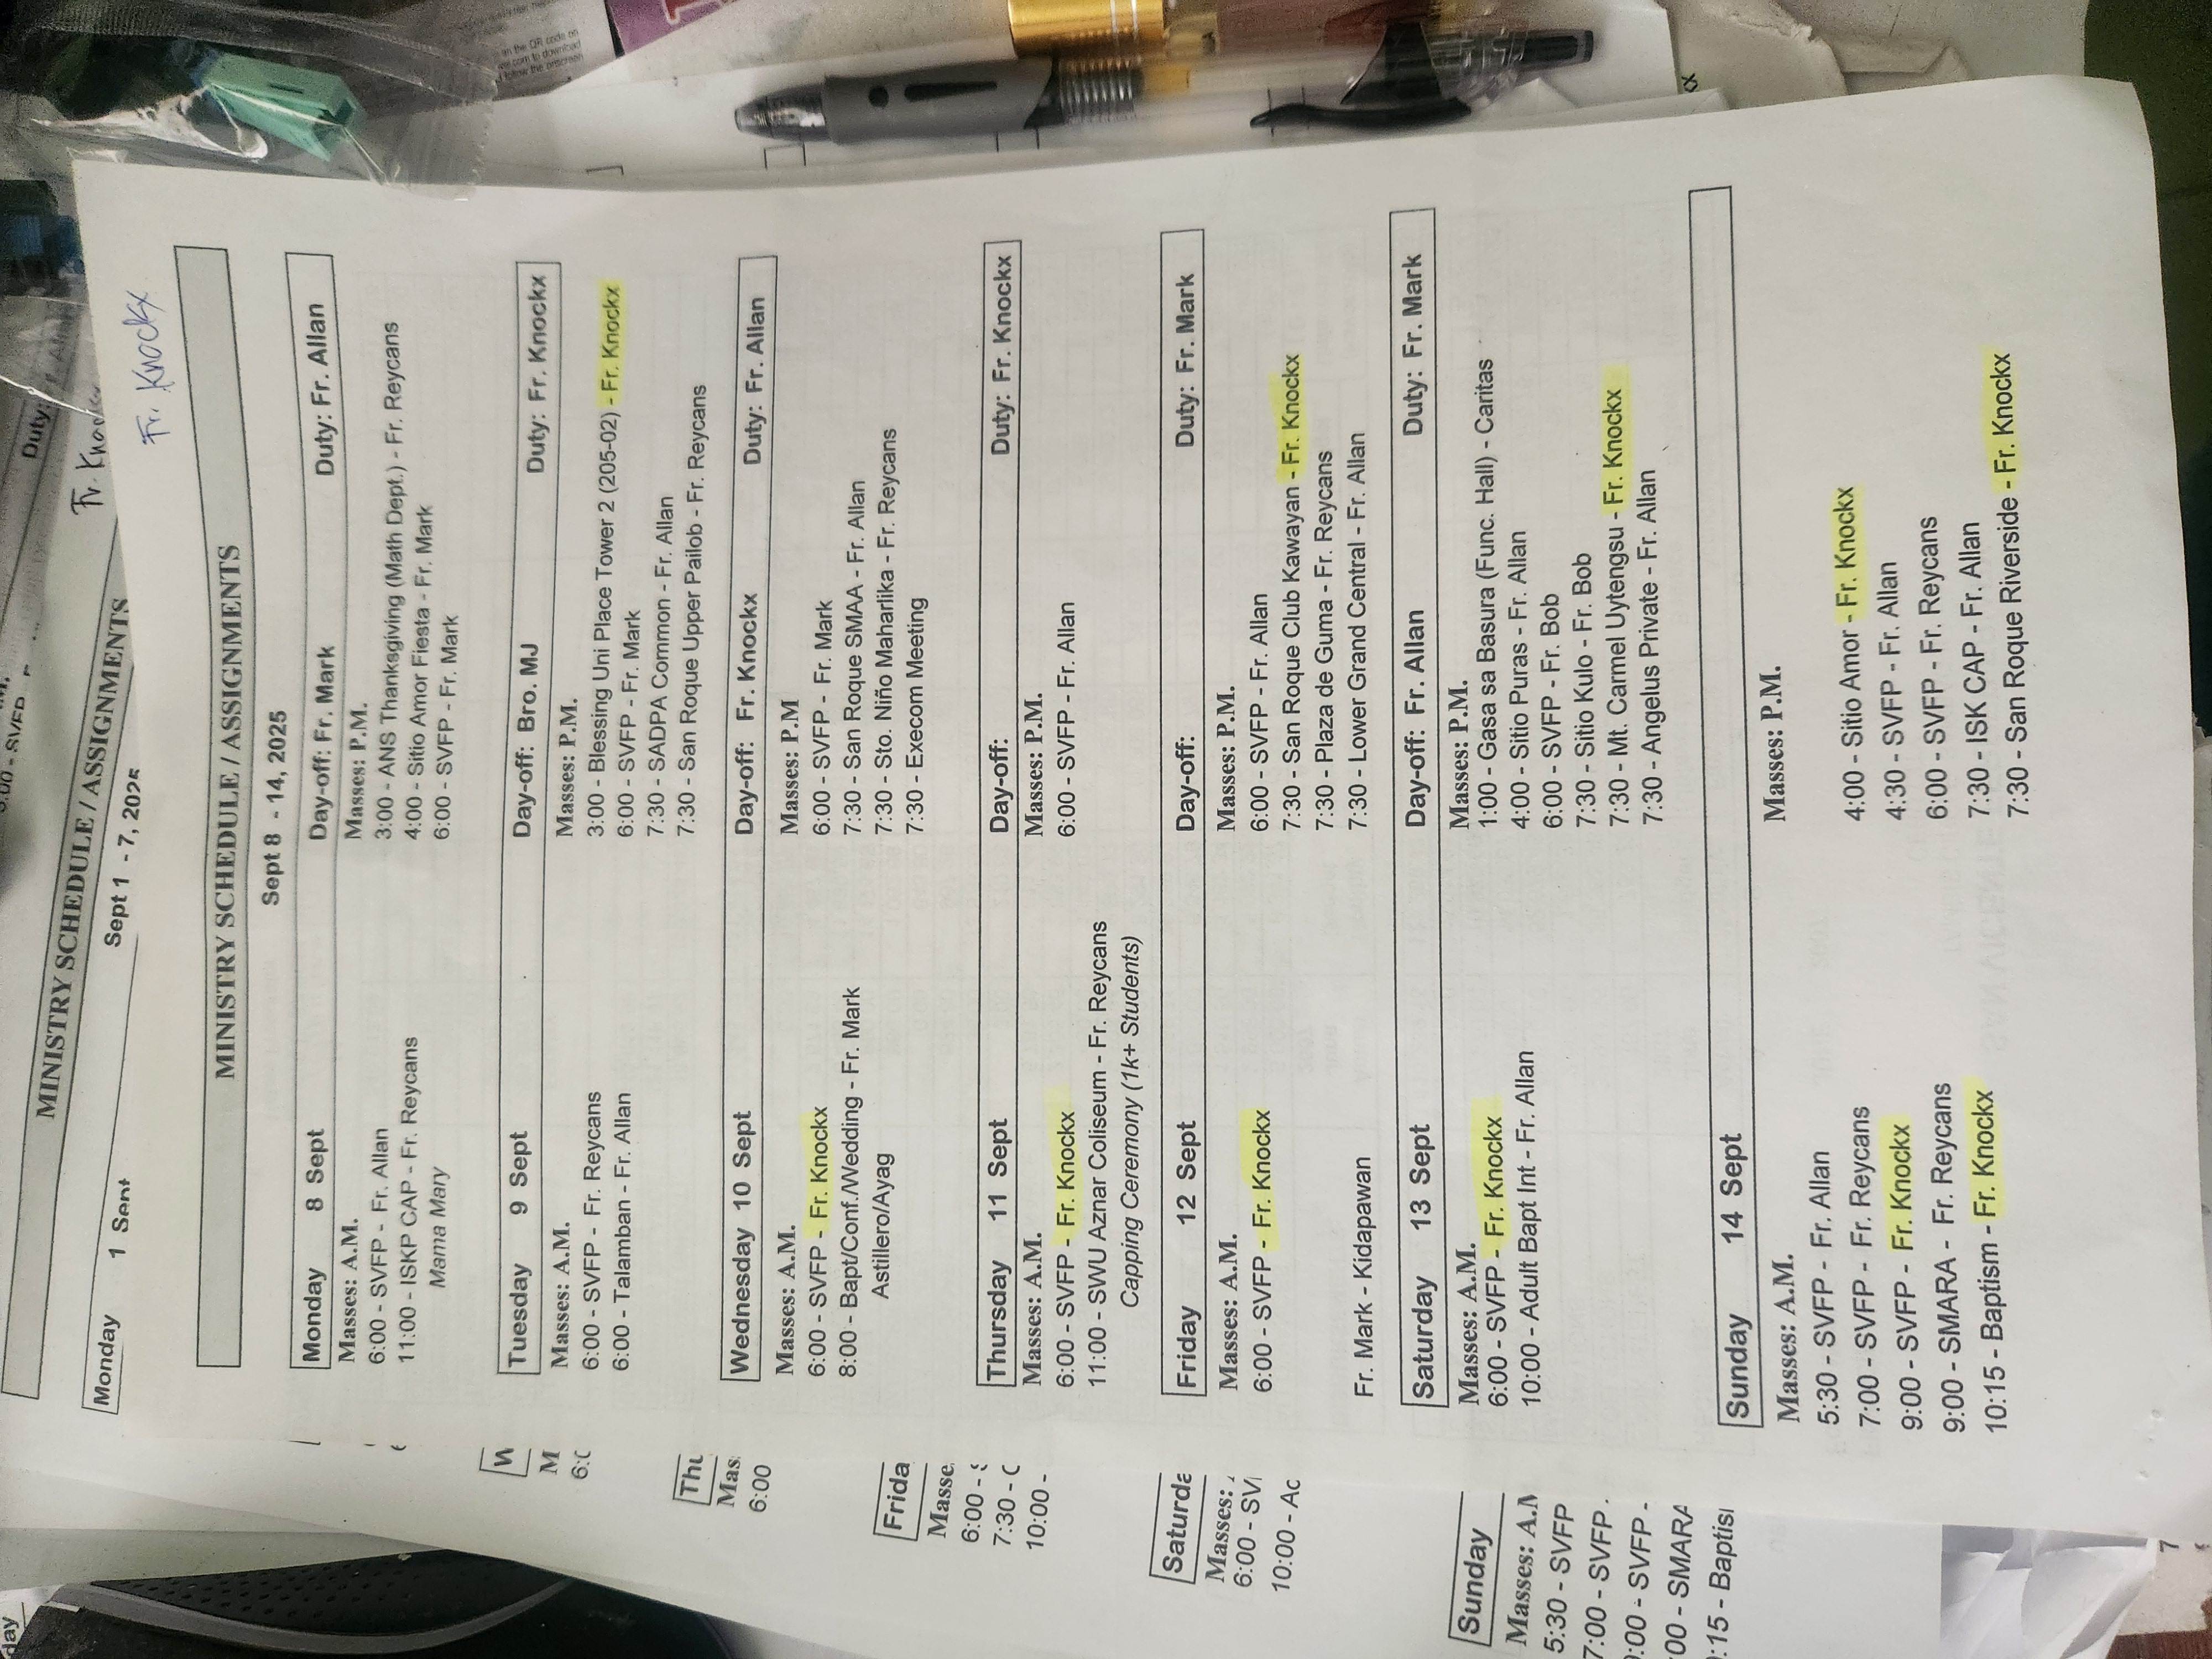 MINISTRY SCHEDULE / ASSIGNMENTS
Sept 1 - 7, 2025
Monday 1 Sept
Fr. Knockx
MINISTRY SCHEDULE / ASSIGNMENTS
Sept 8 - 14, 2025
Monday 8 Sept Day-off: Fr. Mark Duty: Fr. Allan
Masses: A.M.
6:00 - SVFP - Fr. Allan
11:00 - ISKP CAP - Fr. Reycans
Mama Mary
Masses: P.M.
3:00 - ANS Thanksgiving (Math Dept.) - Fr. Reycans
4:00 - Sitio Amor Fiesta - Fr. Mark
6:00 - SVFP - Fr. Mark
Tuesday 9 Sept Day-off: Bro. MJ Duty: Fr. Knockx
Masses: A.M.
6:00 - SVFP - Fr. Reycans
6:00 - Talamban - Fr. Allan
Masses: P.M.
3:00 - Blessing Uni Place Tower 2 (205-02) - Fr. Knockx
6:00 - SVFP - Fr. Mark
7:30 - SADPA Common - Fr. Allan
7:30 - San Roque Upper Pailob - Fr. Reycans
Wednesday 10 Sept Day-off: Fr. Knockx Duty: Fr. Allan
Masses: A.M.
6:00 - SVFP - Fr. Knockx
8:00 - Bapt/Conf./Wedding - Fr. Mark
Astillero/Ayag
Masses: P.M
6:00 - SVFP - Fr. Mark
7:30 - San Roque SMAA - Fr. Allan
7:30 - Sto. Niño Maharlika - Fr. Reycans
7:30 - Execom Meeting
Thursday 11 Sept Day-off: Duty: Fr. Knockx
Masses: A.M.
6:00 - SVFP - Fr. Knockx
11:00 - SWU Aznar Coliseum - Fr. Reycans
Capping Ceremony (1k+ Students)
Masses: P.M.
6:00 - SVFP - Fr. Allan
Friday 12 Sept Day-off: Duty: Fr. Mark
Masses: A.M.
6:00 - SVFP - Fr. Knockx
Fr. Mark - Kidapawan
Masses: P.M.
6:00 - SVFP - Fr. Allan
7:30 - San Roque Club Kawayan - Fr. Knockx
7:30 - Plaza de Guma - Fr. Reycans
7:30 - Lower Grand Central - Fr. Allan
Saturday 13 Sept Day-off: Fr. Allan Duty: Fr. Mark
Masses: A.M.
6:00 - SVFP - Fr. Knockx
10:00 - Adult Bapt Int - Fr. Allan
Masses: P.M.
1:00 - Gasa sa Basura (Func. Hall) - Caritas
4:00 - Sitio Puras - Fr. Allan
6:00 - SVFP - Fr. Bob
7:30 - Sitio Kulo - Fr. Bob
7:30 - Mt. Carmel Uytengsu - Fr. Knockx
7:30 - Angelus Private - Fr. Allan
Sunday 14 Sept
Masses: A.M.
5:30 - SVFP - Fr. Allan
7:00 - SVFP - Fr. Reycans
9:00 - SVFP - Fr. Knockx
9:00 - SMARA - Fr. Reycans
10:15 - Baptism - Fr. Knockx
Masses: P.M.
4:00 - Sitio Amor - Fr. Knockx
4:30 - SVFP - Fr. Allan
6:00 - SVFP - Fr. Reycans
7:30 - ISK CAP - Fr. Allan
7:30 - San Roque Riverside - Fr. Knockx
Sunday
5:30 - SVFP
7:00 - SVFP